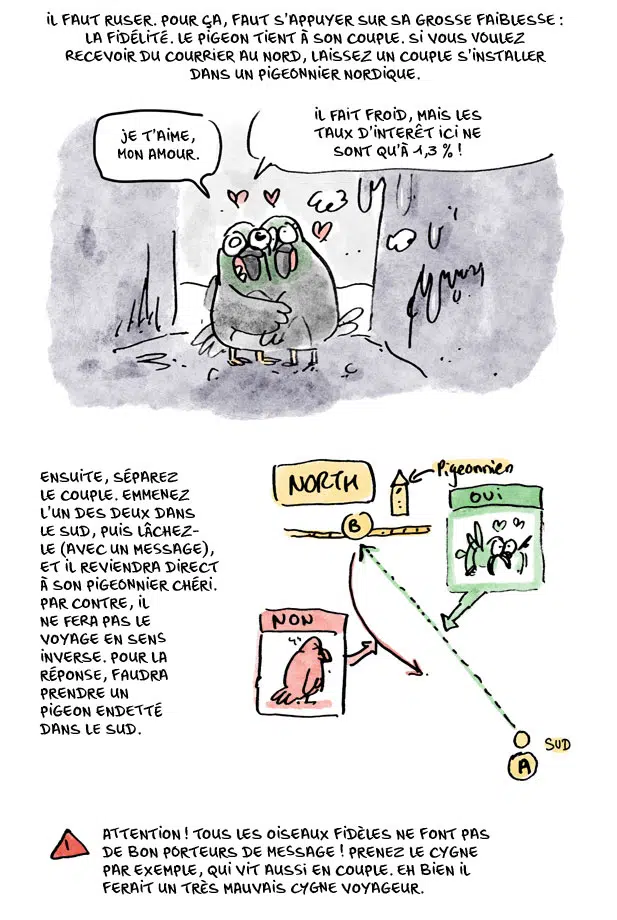 IL FAUT RUSER. POUR ÇA, FAUT S'APPUYER SUR SA GROSSE FAIBLESSE :
LA FIDÉLITÉ. LE PIGEON TIENT À SON COUPLE. SI VOUS VOULEZ
RECEVOIR DU COURRIER AU NORD, LAISSEZ UN COUPLE S'INSTALLER
DANS UN PIGEONNIER NORDIQUE.
JE T'AIME,
MON AMOUR.
IL FAIT FROID, MAIS LES
TAUX D'INTERÊT ICI NE
SONT QU'À 1,3 % !
ENSUITE, SÉPAREZ
LE COUPLE. EMMENEZ
L'UN DES DEUX DANS
LE SUD, PUIS LÂCHEZ-
LE (AVEC UN MESSAGE),
ET IL REVIENDRA DIRECT
À SON PIGEONNIER CHÉRI.
PAR CONTRE, IL
NE FERA PAS LE
VOYAGE EN SENS
INVERSE. POUR LA
RÉPONSE, FAUDRA
PRENDRE UN
PIGEON ENDETTÉ
DANS LE SUD.
NORTH
Pigeonnier
B
OUI
NON
SUD
A
!
ATTENTION ! TOUS LES OISEAUX FIDÈLES NE FONT PAS
DE BON PORTEURS DE MESSAGE ! PRENEZ LE CYGNE
PAR EXEMPLE, QUI VIT AUSSI EN COUPLE. EH BIEN IL
FERAIT UN TRÈS MAUVAIS CYGNE VOYAGEUR.